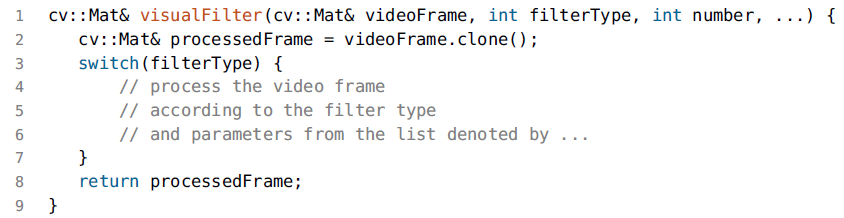 1 cv::Mat& visualFilter(cv::Mat& videoFrame, int filterType, int number, ...) {
2    cv::Mat& processedFrame = videoFrame.clone();
3    switch(filterType) {
4        // process the video frame
5        // according to the filter type
6        // and parameters from the list denoted by ...
7    }
8    return processedFrame;
9 }